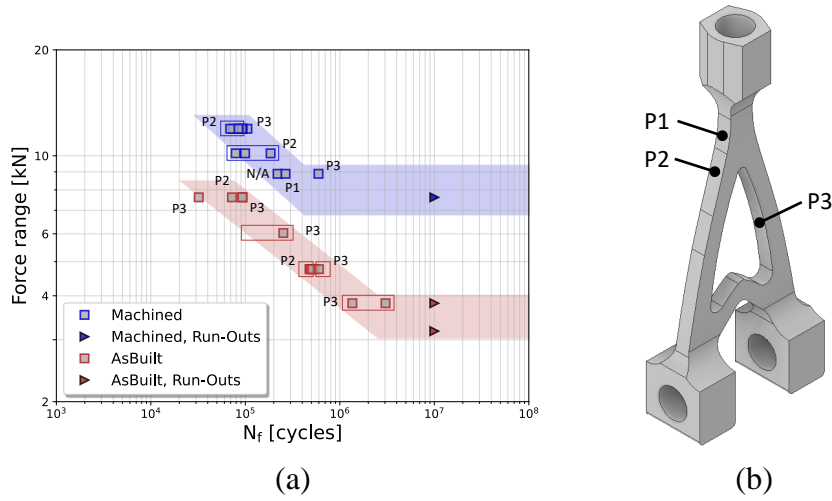 20
P2
P3
10
P2
N/A
P3
P1
P2
P3
P3
6
P3
P2
P3
4
P3
2
Force range [kN]
Machined
Machined, Run-Outs
AsBuilt
AsBuilt, Run-Outs
10³ 10⁴ 10⁵ 10⁶ 10⁷ 10⁸
N_f [cycles]
(a)
P1
P2
P3
(b)